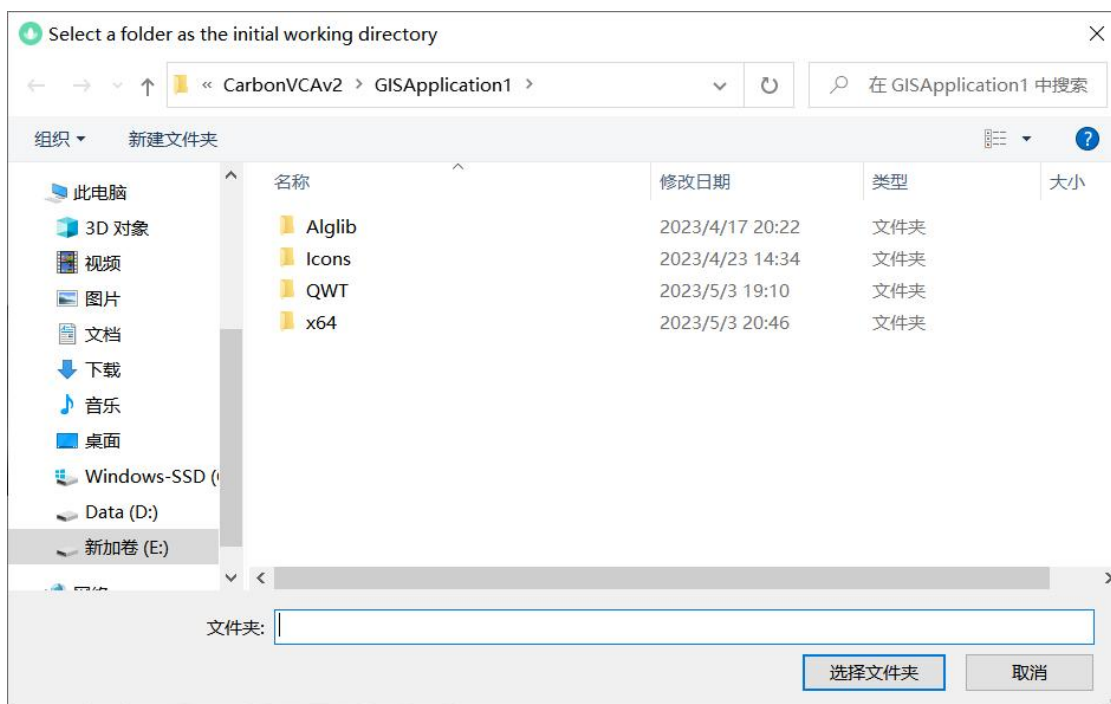 Select a folder as the initial working directory
« CarbonVCAv2 > GISApplication1 >
在 GISApplication1 中搜索
组织
新建文件夹
名称 修改日期 类型 大小
此电脑
3D 对象
视频
图片
文档
下载
音乐
桌面
Windows-SSD (
Data (D:)
新加卷 (E:)
Alglib 2023/4/17 20:22 文件夹
Icons 2023/4/23 14:34 文件夹
QWT 2023/5/3 19:10 文件夹
x64 2023/5/3 20:46 文件夹
文件夹:
选择文件夹 取消